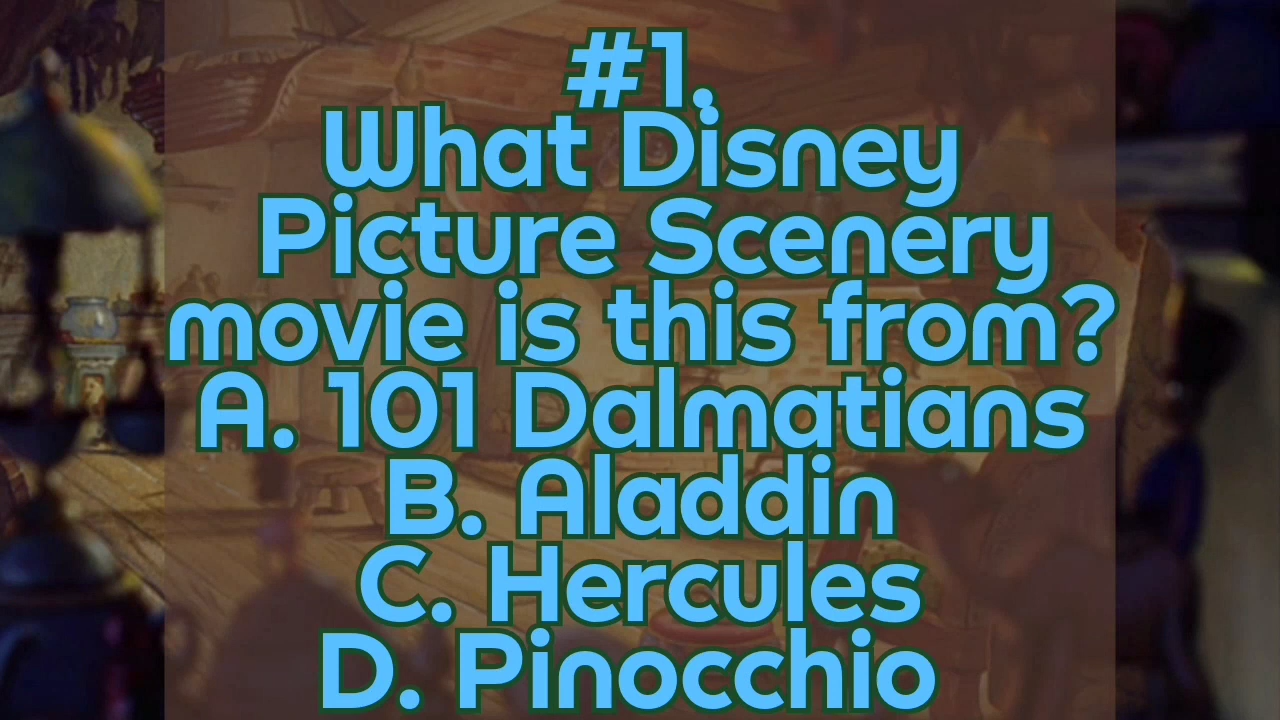 #1.
What Disney
Picture Scenery
movie is this from?
A. 101 Dalmatians
B. Aladdin
C. Hercules
D. Pinocchio